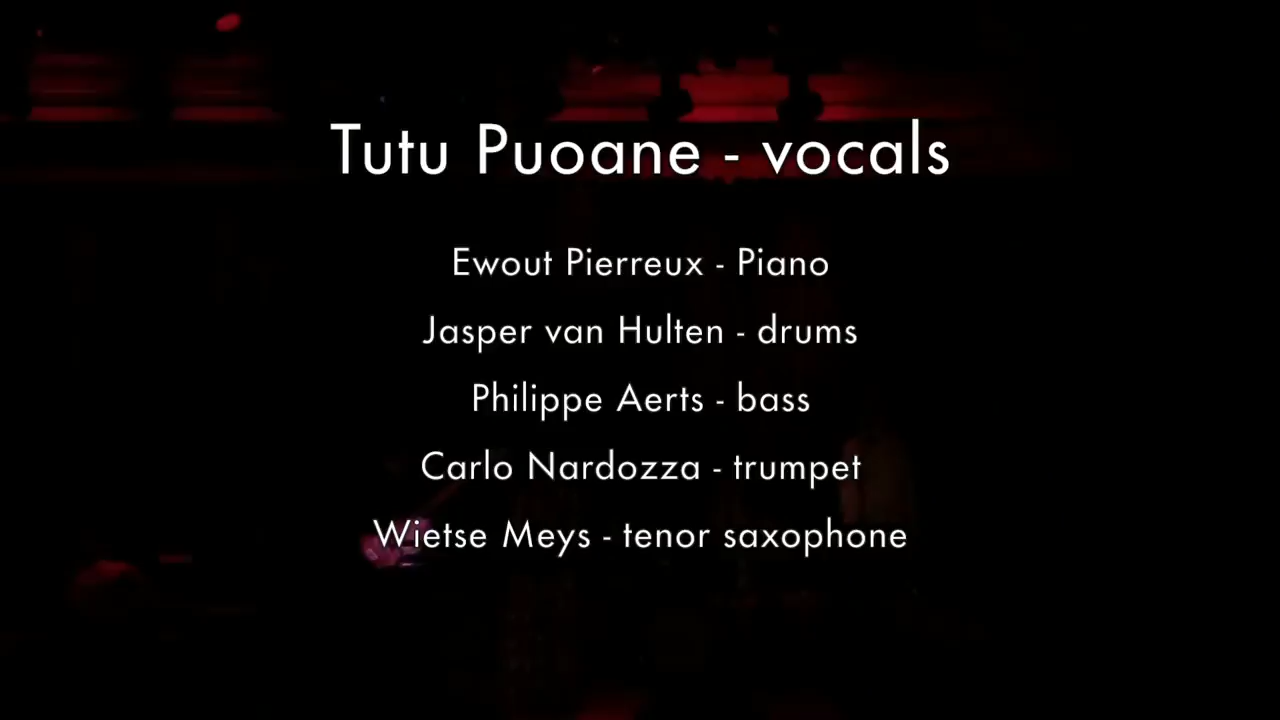 Tutu Puoane - vocals
Ewout Pierreux - Piano
Jasper van Hulten - drums
Philippe Aerts - bass
Carlo Nardozza - trumpet
Wietse Meys - tenor saxophone